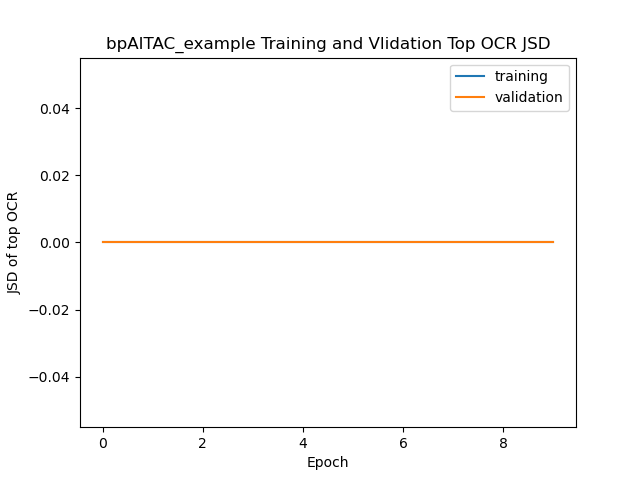 bpAITAC_example Training and Vlidation Top OCR JSD
training
validation
JSD of top OCR
0.04
0.02
0.00
−0.02
−0.04
0 2 4 6 8
Epoch